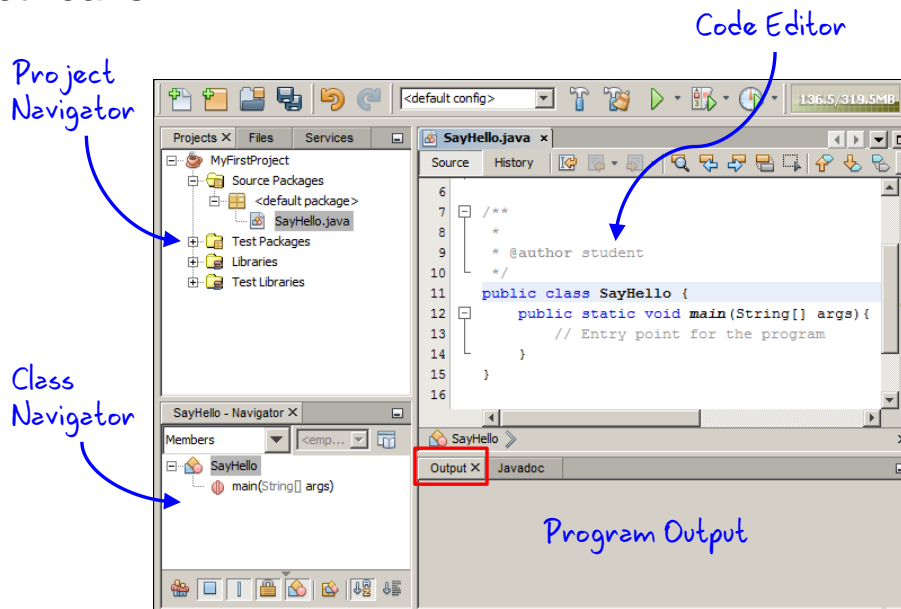 Code Editor
Project
Navigator
<default config>
136.5/319.5MB
Projects X Files Services
MyFirstProject
Source Packages
<default package>
SayHello.java
Test Packages
Libraries
Test Libraries
SayHello.java x
Source History
6
7 /**
8 *
9 * @author student
10 */
11 public class SayHello {
12 public static void main(String[] args){
13 // Entry point for the program
14 }
15 }
16
SayHello
Class
Navigator
SayHello - Navigator X
Members <emp...
SayHello
main(String[] args)
Output X Javadoc
Program Output